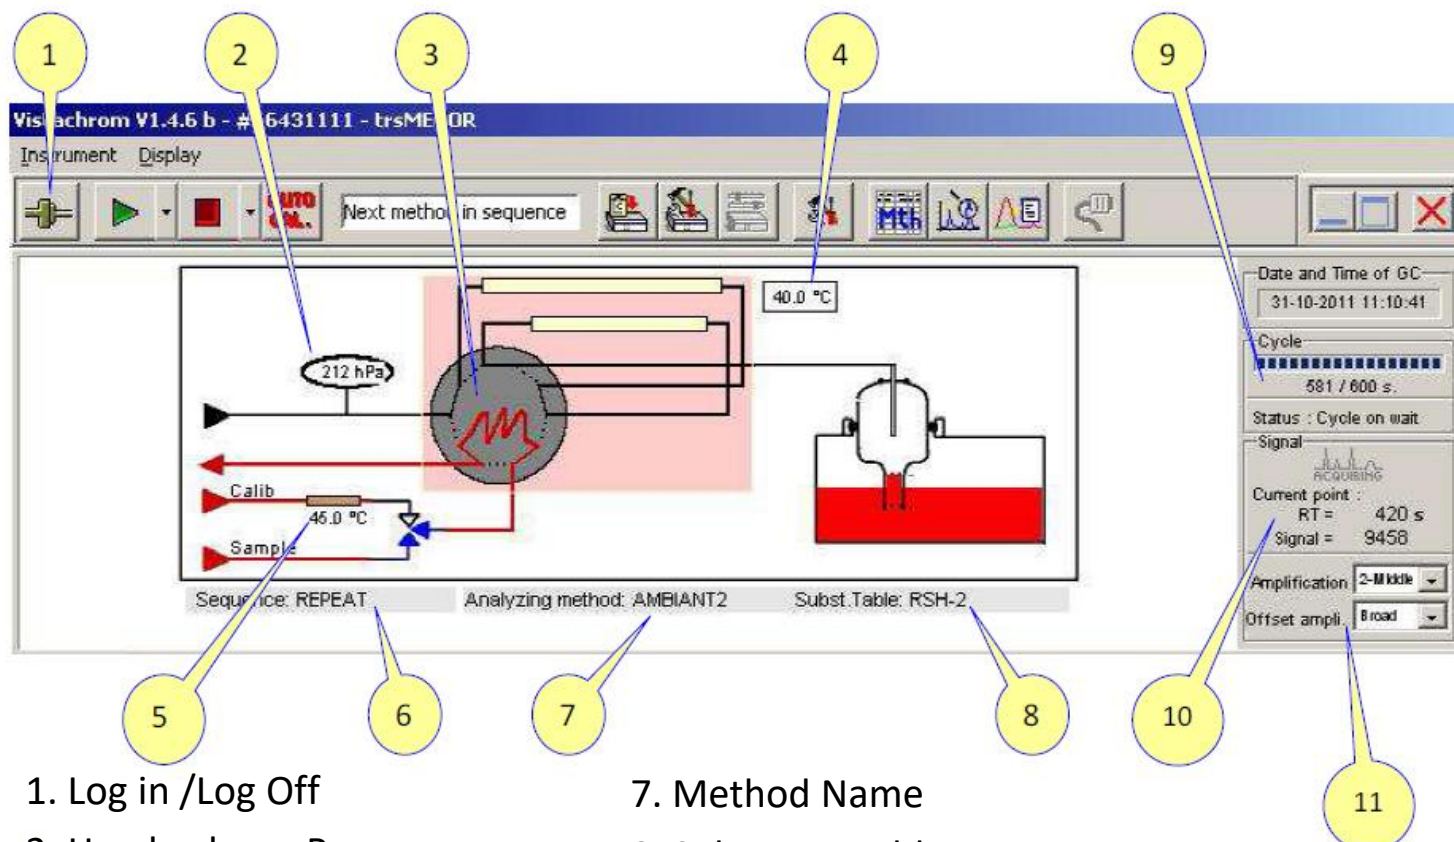 1
2
3
4
9
V1.4.6 b -
Instrument Display
AUTO
CAL.
Next method in sequence
Mth
Date and Time of GC
31-10-2011 11:10:41
40.0 °C
Cycle
581 / 600 s.
212 hPa
Status : Cycle on wait
Signal
ACQUIRING
Calib
Current point :
RT = 420 s
45.0 °C
Signal = 9458
Sample
Amplification 2-Middle
Sequence: REPEAT Analyzing method: AMBIANT2 Subst.Table: RSH-2
Offset ampli. Broad
5
6
7
8
10
11
1. Log in /Log Off
7. Method Name